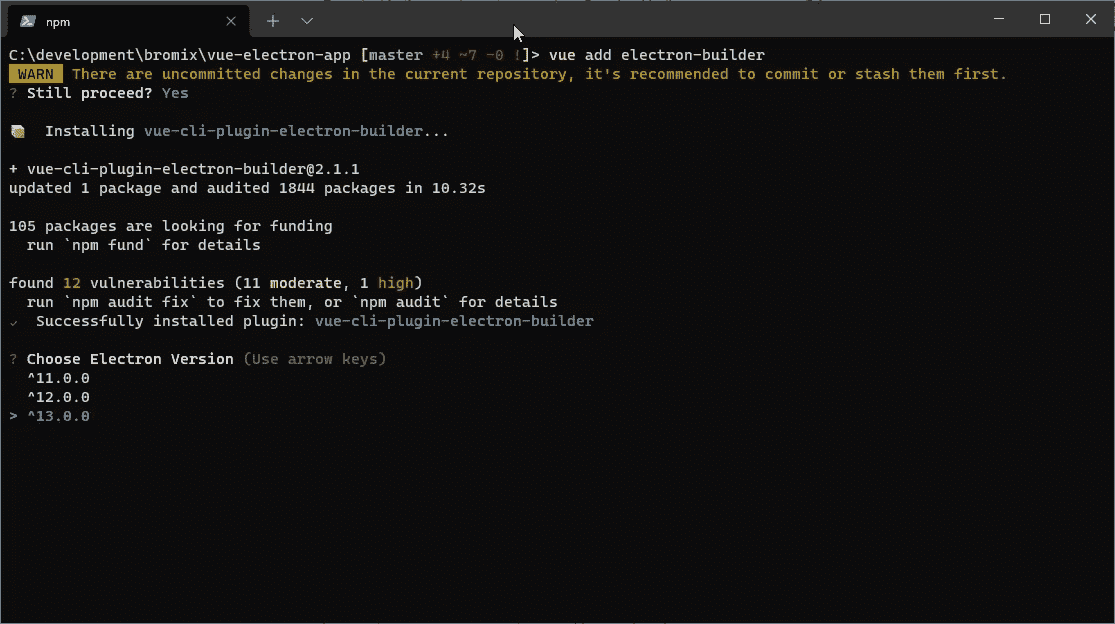 npm
C:\development\bromix\vue-electron-app [master +4 ~7 -0 !]> vue add electron-builder
WARN There are uncommitted changes in the current repository, it's recommended to commit or stash them first.
? Still proceed? Yes
Installing vue-cli-plugin-electron-builder...
+ vue-cli-plugin-electron-builder@2.1.1
updated 1 package and audited 1844 packages in 10.32s
105 packages are looking for funding
run `npm fund` for details
found 12 vulnerabilities (11 moderate, 1 high)
run `npm audit fix` to fix them, or `npm audit` for details
✓ Successfully installed plugin: vue-cli-plugin-electron-builder
? Choose Electron Version (Use arrow keys)
^11.0.0
^12.0.0
> ^13.0.0